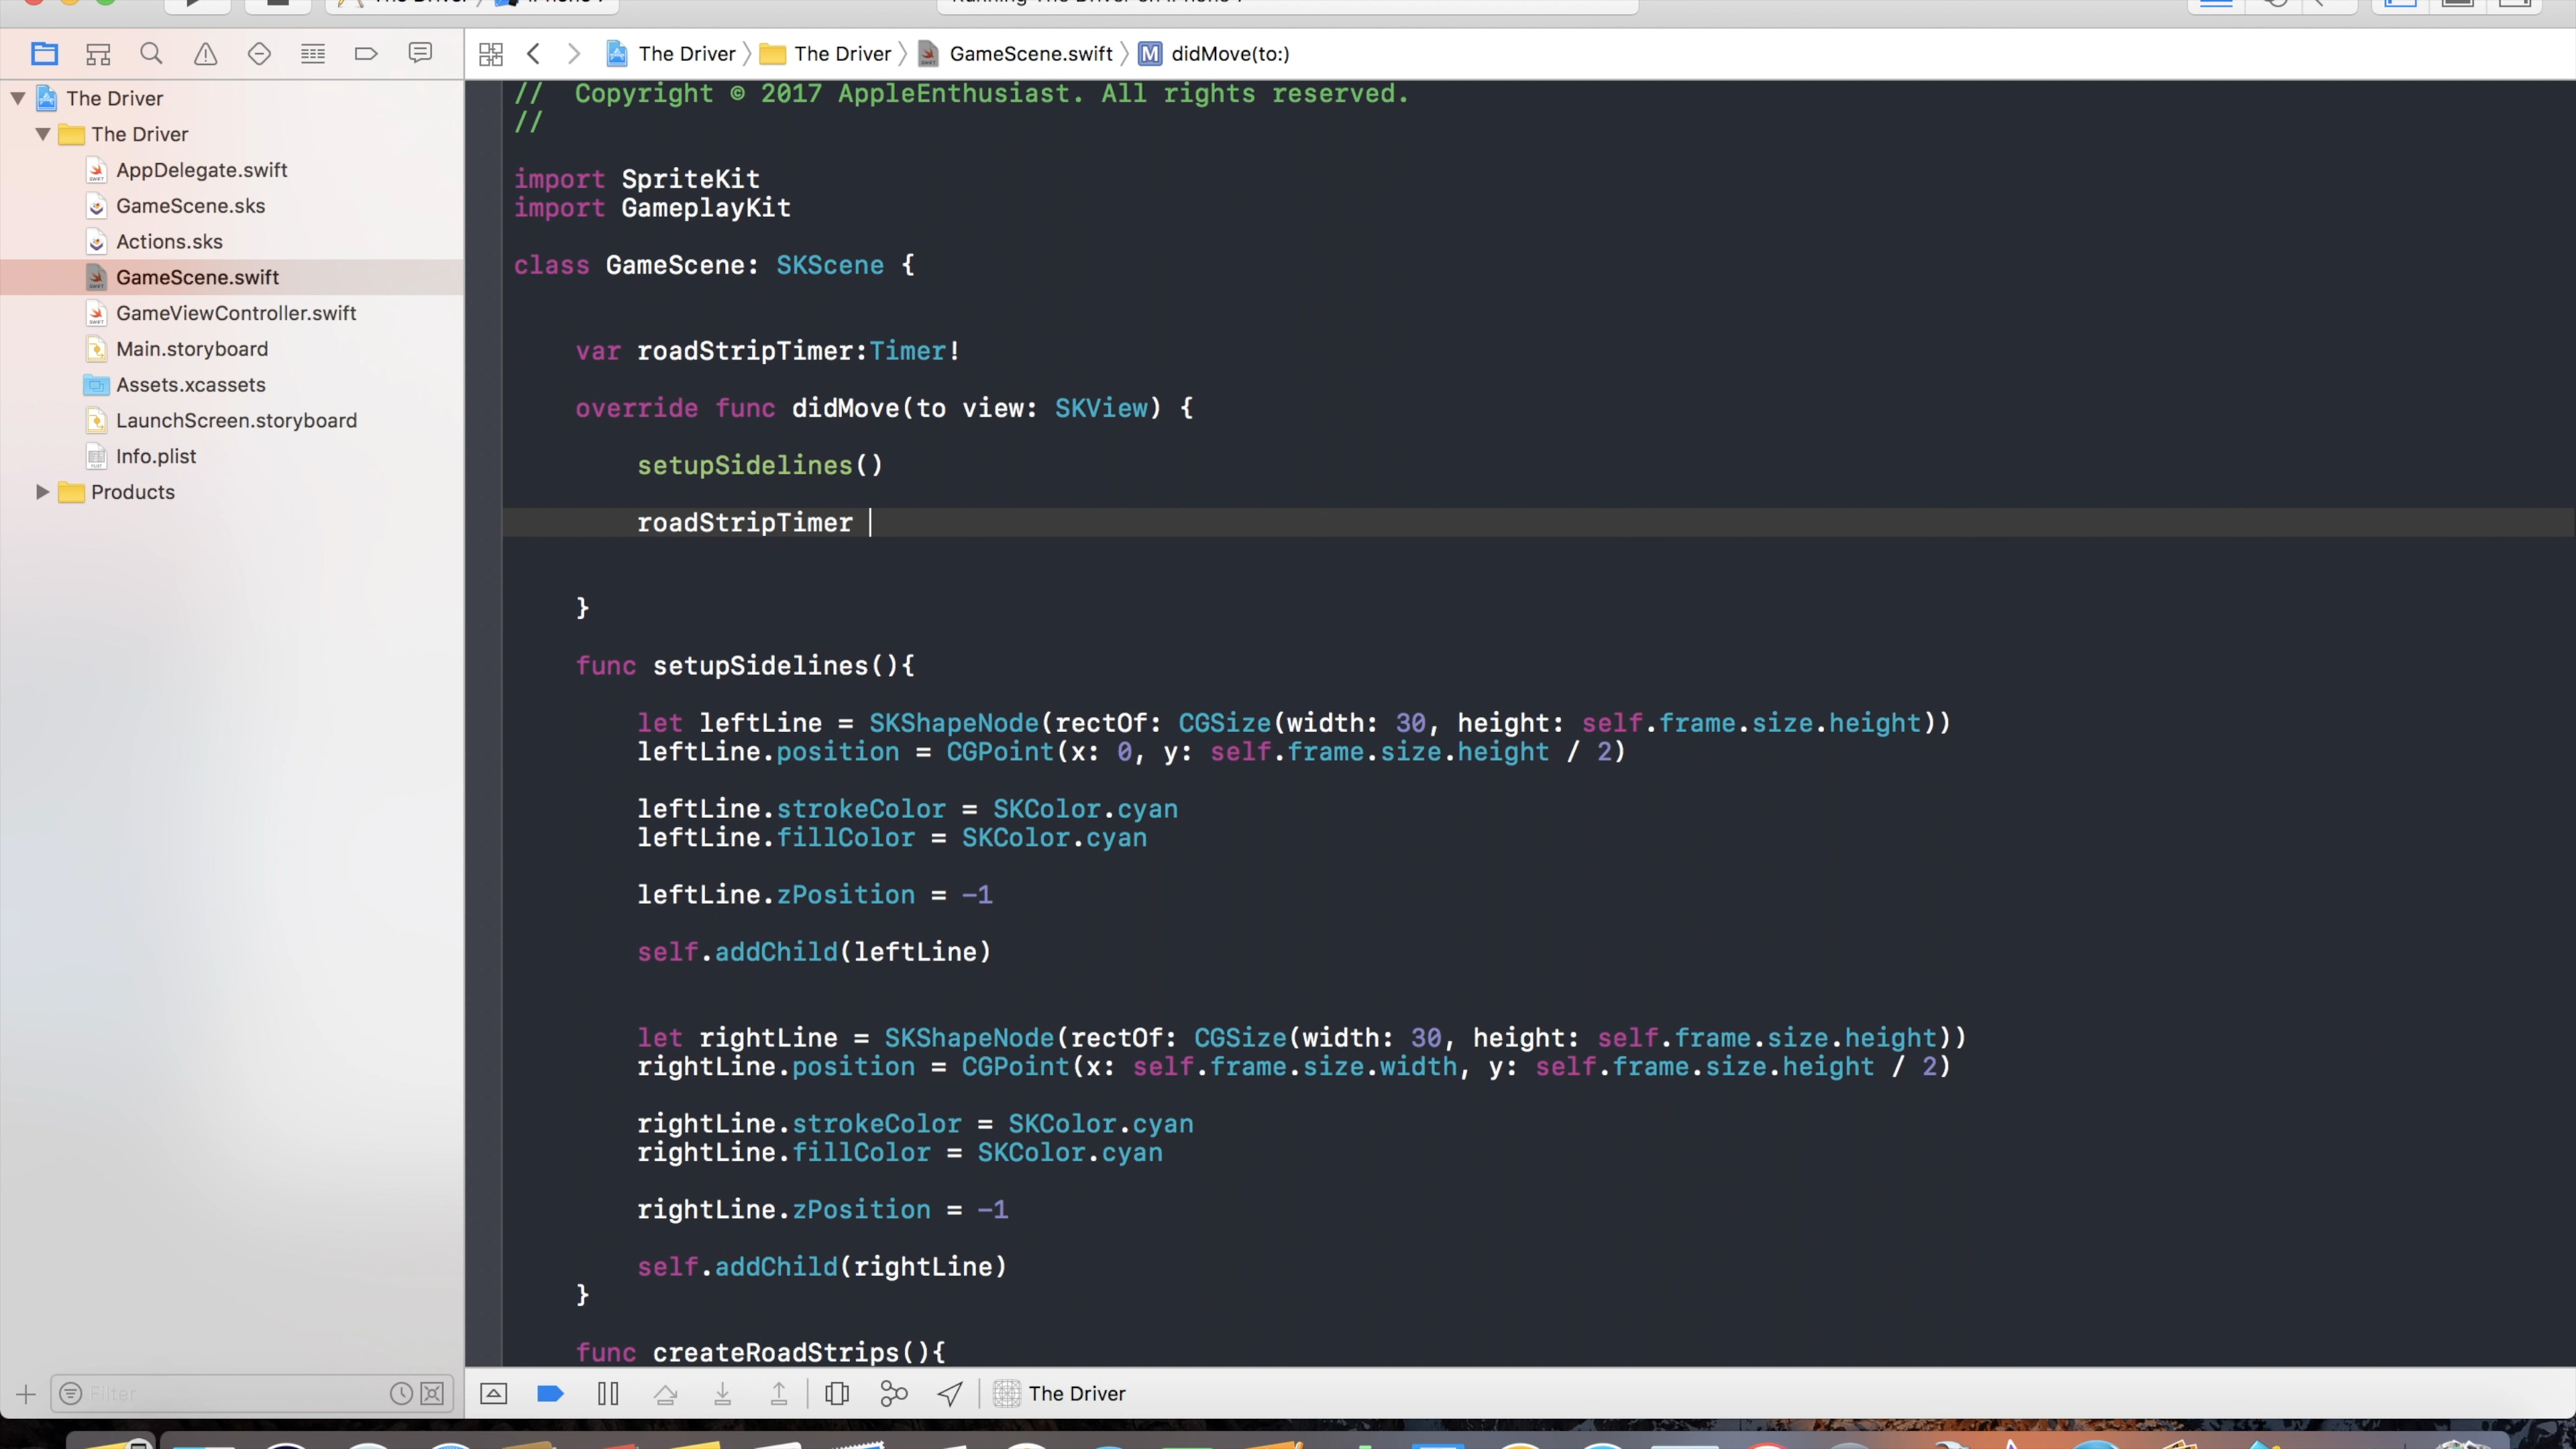 The Driver
The Driver
GameScene.swift
didMove(to:)
The Driver
The Driver
AppDelegate.swift
GameScene.sks
Actions.sks
GameScene.swift
GameViewController.swift
Main.storyboard
Assets.xcassets
LaunchScreen.storyboard
Info.plist
Products
//  Copyright © 2017 AppleEnthusiast. All rights reserved.
//
import SpriteKit
import GameplayKit
class GameScene: SKScene {
var roadStripTimer:Timer!
override func didMove(to view: SKView) {
setupSidelines()
roadStripTimer
}
func setupSidelines(){
let leftLine = SKShapeNode(rectOf: CGSize(width: 30, height: self.frame.size.height))
leftLine.position = CGPoint(x: 0, y: self.frame.size.height / 2)
leftLine.strokeColor = SKColor.cyan
leftLine.fillColor = SKColor.cyan
leftLine.zPosition = -1
self.addChild(leftLine)
let rightLine = SKShapeNode(rectOf: CGSize(width: 30, height: self.frame.size.height))
rightLine.position = CGPoint(x: self.frame.size.width, y: self.frame.size.height / 2)
rightLine.strokeColor = SKColor.cyan
rightLine.fillColor = SKColor.cyan
rightLine.zPosition = -1
self.addChild(rightLine)
}
func createRoadStrips(){
Filter
The Driver